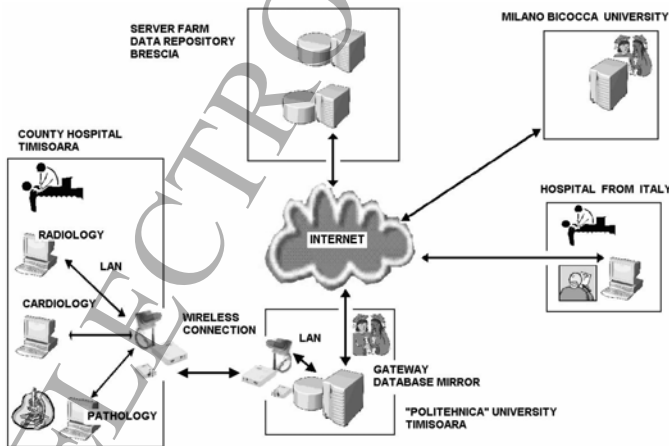 SERVER FARM
DATA REPOSITORY
BRESCIA
MILANO BICOCCA UNIVERSITY
COUNTY HOSPITAL
TIMISOARA
HOSPITAL FROM ITALY
RADIOLOGY
LAN
INTERNET
CARDIOLOGY
WIRELESS
CONNECTION
LAN
GATEWAY
DATABASE MIRROR
PATHOLOGY
"POLITEHNICA" UNIVERSITY
TIMISOARA
ELECTRO